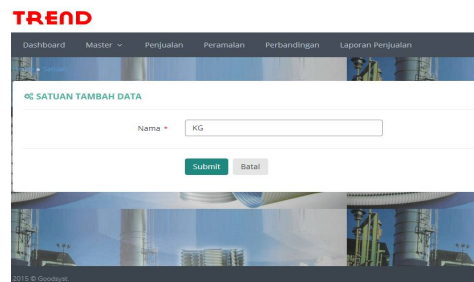 TREND
Dashboard Master Penjualan Peramalan Perbandingan Laporan Penjualan
SATUAN TAMBAH DATA
Nama * KG
Submit Batal
2015 © Goodsyst.